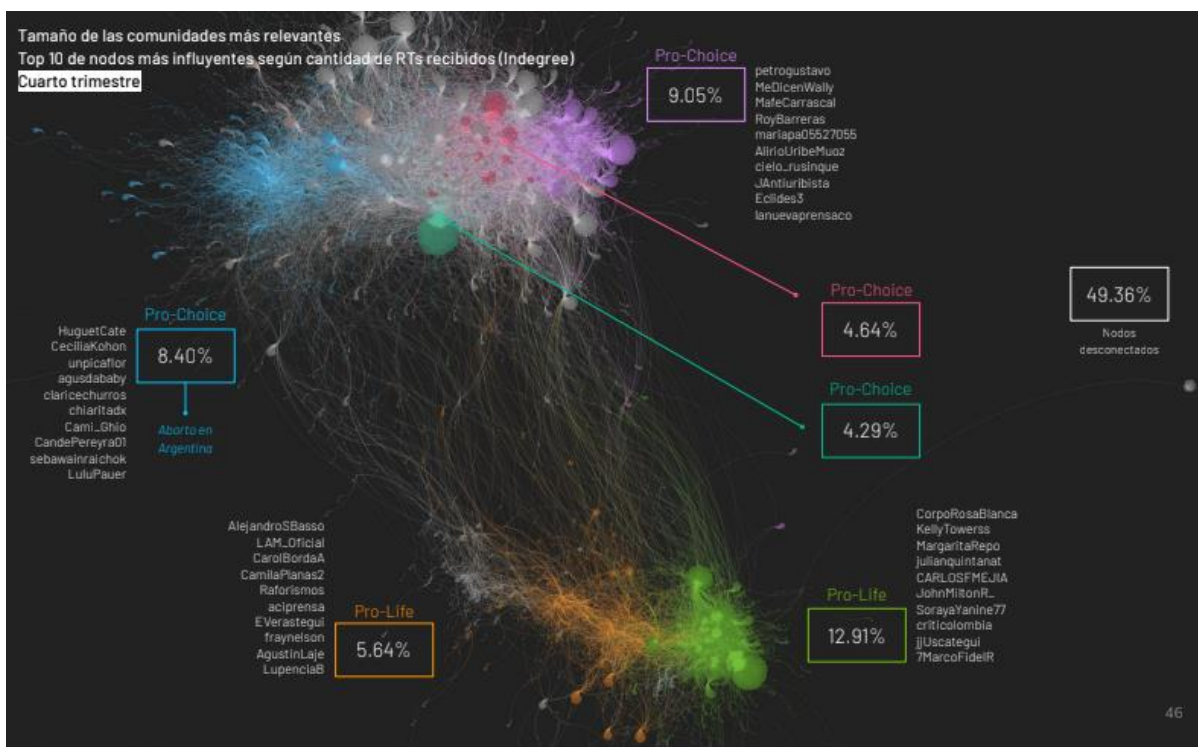 Tamaño de las comunidades más relevantes
Top 10 de nodos más influyentes según cantidad de RTs recibidos (Indegree)
Cuarto trimestre
Pro-Choice
9.05%
petrogustavo
MeDicenWally
MafeCarrascal
RoyBarreras
mariapa05527055
AlirioUribeMuoz
cielo_rusinque
JAntiuribista
Eclides3
lanuevaprensaco
Pro-Choice
4.64%
49.36%
Nodos
desconectados
Pro-Choice
8.40%
HuguetCate
CeciliaKohon
unpicaflor
agusdababy
claricechurros
chiaritadx
Cami_Ghio
CandePereyra01
sebawainraichok
LuluPauer
Aborto en
Argentina
Pro-Choice
4.29%
AlejandroSBasso
LAM_Oficial
CarolBordaA
CamilaPlanas2
Raforismos
aciprensa
EVerastegui
fraynelson
AgustinLaje
LupenciaB
Pro-Life
5.64%
Pro-Life
12.91%
CorpoRosaBlanca
KellyTowerss
MargaritaRepo
julianquintanat
CARLOSFMEJIA
JohnMiltonR_
SorayaYanine77
criticolombia
jjUscategui
7MarcoFidelR
46